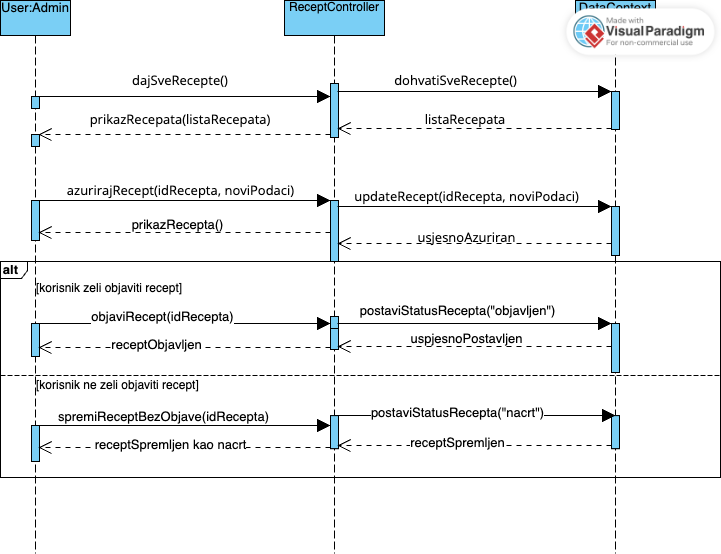 User:Admin
ReceptController
DataContext
Made with
VisualParadigm
For non-commercial use
dajSveRecepte()
dohvatiSveRecepte()
prikazRecepata(listaRecepata)
listaRecepata
azurirajRecept(idRecepta, noviPodaci)
updateRecept(idRecepta, noviPodaci)
prikazRecepta()
usjesnoAzuriran
alt
[korisnik zeli objaviti recept]
objaviRecept(idRecepta)
postaviStatusRecepta("objavljen")
receptObjavljen
uspjesnoPostavljen
[korisnik ne zeli objaviti recept]
spremiReceptBezObjave(idRecepta)
postaviStatusRecepta("nacrt")
receptSpremljen kao nacrt
receptSpremljen